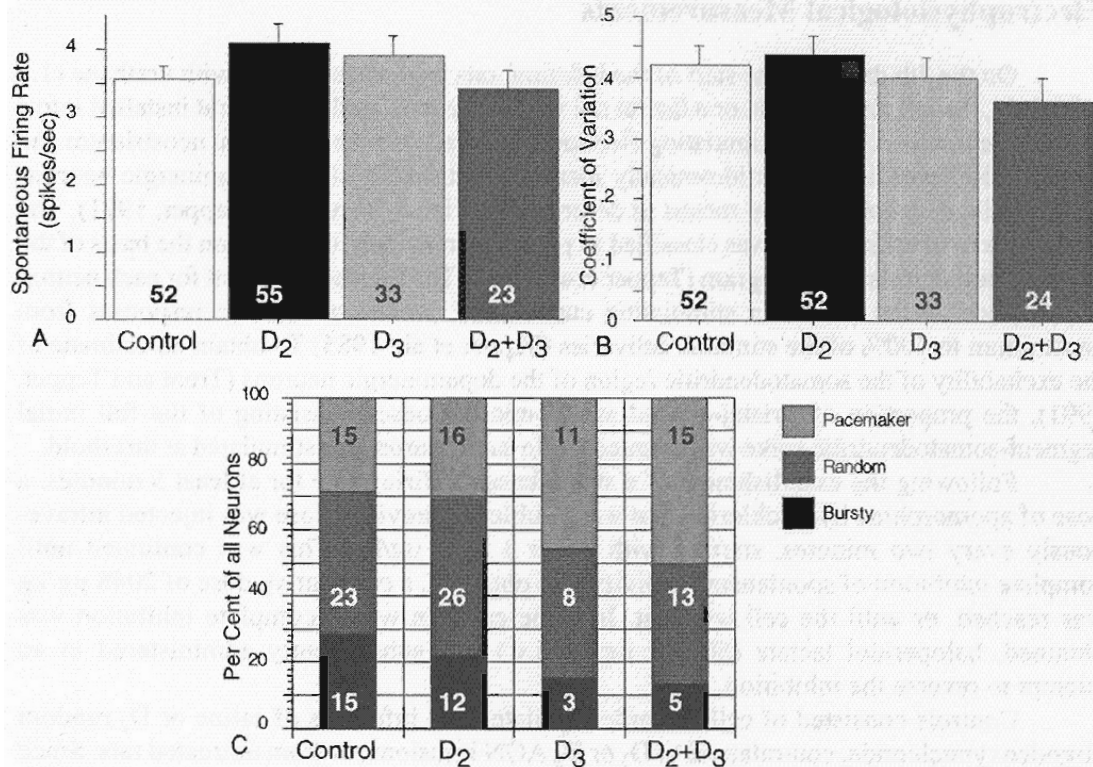 Spontaneous Firing Rate
(spikes/sec)
4
3
2
1
0
52
55
33
23
A
Control
D2
D3
D2+D3
Coefficient of Variation
.5
.4
.3
.2
.1
0
52
52
33
24
B
Control
D2
D3
D2+D3
Per Cent of all Neurons
100
80
60
40
20
0
15
16
11
15
23
26
8
13
15
12
3
5
C
Control
D2
D3
D2+D3
Pacemaker
Random
Bursty